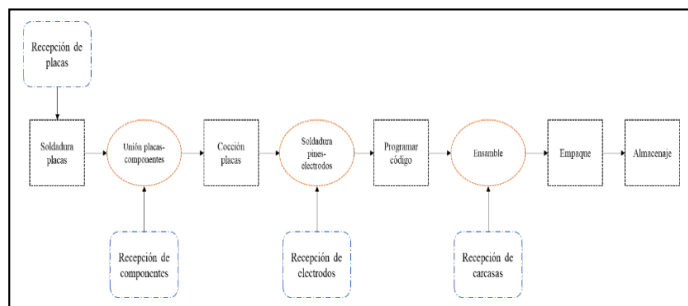 Recepción de
placas
Soldadura
placas
Unión placas-
componentes
Cocción
placas
Soldadura
pines-
electrodos
Programar
código
Ensamble
Empaque
Almacenaje
Recepción de
componentes
Recepción de
electrodos
Recepción de
carcasas